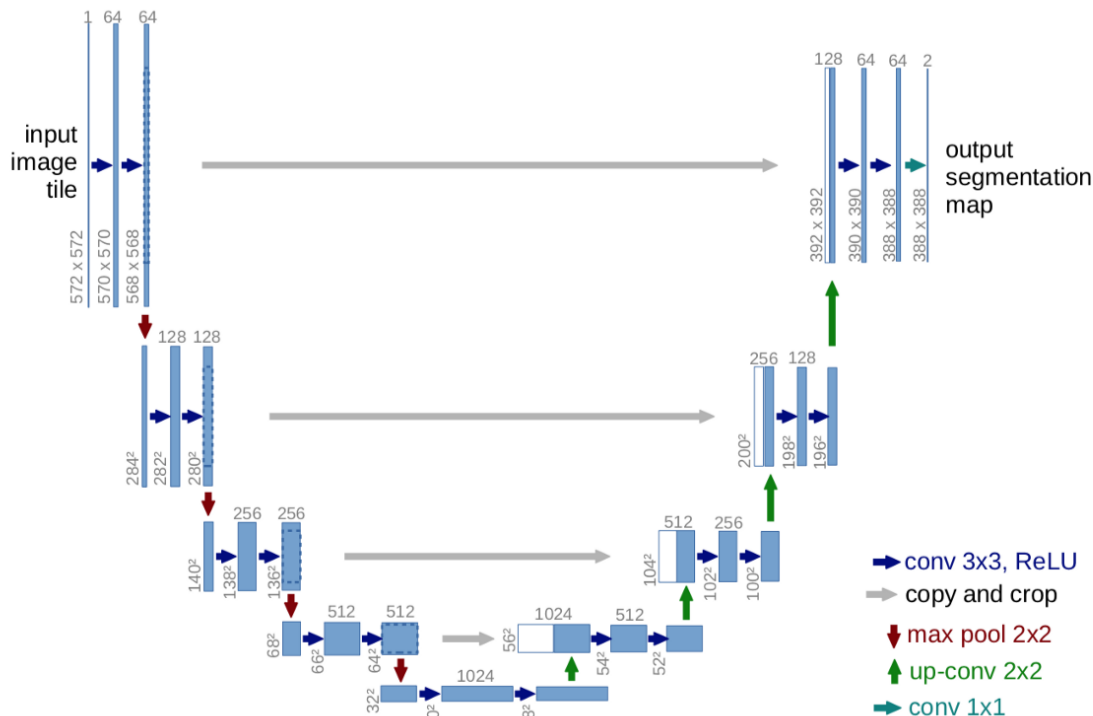 1 64 64
input
image
tile
572 x 572
570 x 570
568 x 568
128 128
284²
282²
280²
256 256
140²
138²
136²
512 512
68²
66²
64²
1024
32²
1024 512
56²
54²
52²
512 256
104²
102²
100²
256 128
200²
198²
196²
128 64 64 2
392 x 392
390 x 390
388 x 388
388 x 388
output
segmentation
map
conv 3x3, ReLU
copy and crop
max pool 2x2
up-conv 2x2
conv 1x1